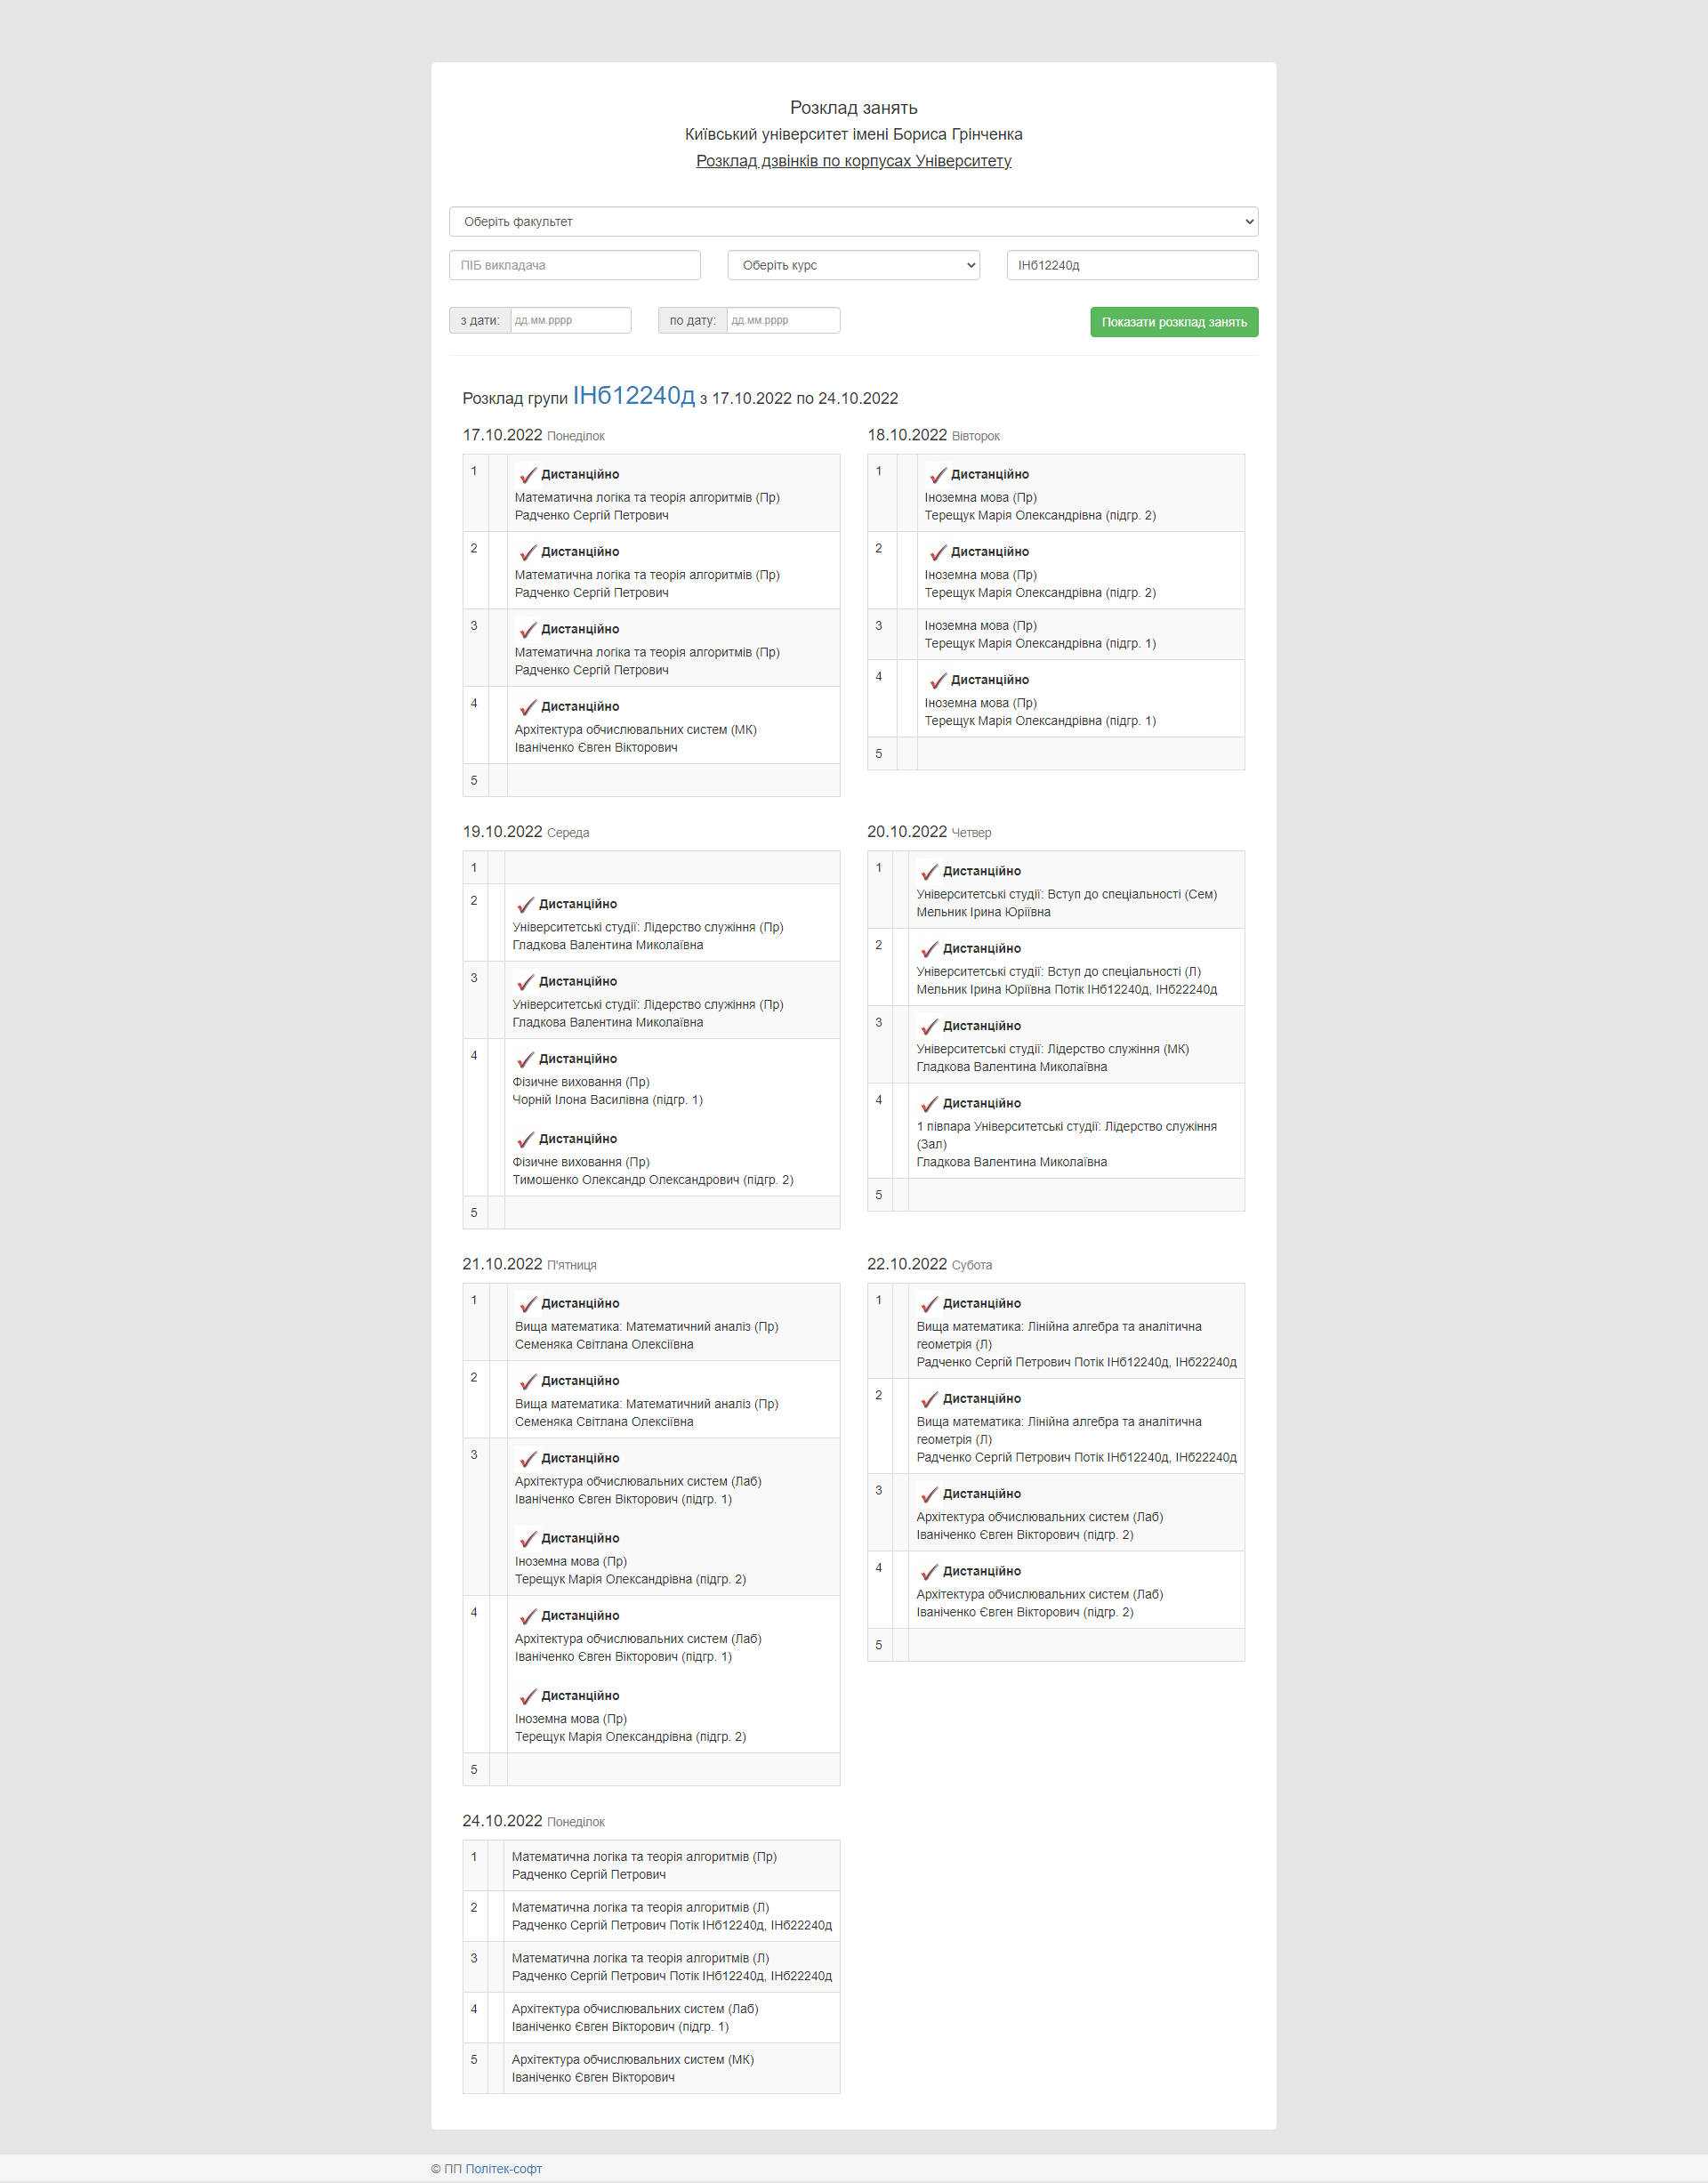 Розклад занять
Київський університет імені Бориса Грінченка
Розклад дзвінків по корпусах Університету
Оберіть факультет
ПІБ викладача
Оберіть курс
ІНб12240д
з дати:
дд.мм.рррр
по дату:
дд.мм.рррр
Показати розклад занять
Розклад групи ІНб12240д з 17.10.2022 по 24.10.2022
17.10.2022 Понеділок
1
Дистанційно
Математична логіка та теорія алгоритмів (Пр)
Радченко Сергій Петрович
2
Дистанційно
Математична логіка та теорія алгоритмів (Пр)
Радченко Сергій Петрович
3
Дистанційно
Математична логіка та теорія алгоритмів (Пр)
Радченко Сергій Петрович
4
Дистанційно
Архітектура обчислювальних систем (МК)
Іваніченко Євген Вікторович
5
18.10.2022 Вівторок
1
Дистанційно
Іноземна мова (Пр)
Терещук Марія Олександрівна (підгр. 2)
2
Дистанційно
Іноземна мова (Пр)
Терещук Марія Олександрівна (підгр. 2)
3
Іноземна мова (Пр)
Терещук Марія Олександрівна (підгр. 1)
4
Дистанційно
Іноземна мова (Пр)
Терещук Марія Олександрівна (підгр. 1)
5
19.10.2022 Середа
1
2
Дистанційно
Університетські студії: Лідерство служіння (Пр)
Гладкова Валентина Миколаївна
3
Дистанційно
Університетські студії: Лідерство служіння (Пр)
Гладкова Валентина Миколаївна
4
Дистанційно
Фізичне виховання (Пр)
Чорній Ілона Василівна (підгр. 1)
Дистанційно
Фізичне виховання (Пр)
Тимошенко Олександр Олександрович (підгр. 2)
5
20.10.2022 Четвер
1
Дистанційно
Університетські студії: Вступ до спеціальності (Сем)
Мельник Ірина Юріївна
2
Дистанційно
Університетські студії: Вступ до спеціальності (Л)
Мельник Ірина Юріївна Потік ІНб12240д, ІНб22240д
3
Дистанційно
Університетські студії: Лідерство служіння (МК)
Гладкова Валентина Миколаївна
4
Дистанційно
1 півпара Університетські студії: Лідерство служіння
(Зал)
Гладкова Валентина Миколаївна
5
21.10.2022 П'ятниця
1
Дистанційно
Вища математика: Математичний аналіз (Пр)
Семеняка Світлана Олексіївна
2
Дистанційно
Вища математика: Математичний аналіз (Пр)
Семеняка Світлана Олексіївна
3
Дистанційно
Архітектура обчислювальних систем (Лаб)
Іваніченко Євген Вікторович (підгр. 1)
Дистанційно
Іноземна мова (Пр)
Терещук Марія Олександрівна (підгр. 2)
4
Дистанційно
Архітектура обчислювальних систем (Лаб)
Іваніченко Євген Вікторович (підгр. 1)
Дистанційно
Іноземна мова (Пр)
Терещук Марія Олександрівна (підгр. 2)
5
22.10.2022 Субота
1
Дистанційно
Вища математика: Лінійна алгебра та аналітична
геометрія (Л)
Радченко Сергій Петрович Потік ІНб12240д, ІНб22240д
2
Дистанційно
Вища математика: Лінійна алгебра та аналітична
геометрія (Л)
Радченко Сергій Петрович Потік ІНб12240д, ІНб22240д
3
Дистанційно
Архітектура обчислювальних систем (Лаб)
Іваніченко Євген Вікторович (підгр. 2)
4
Дистанційно
Архітектура обчислювальних систем (Лаб)
Іваніченко Євген Вікторович (підгр. 2)
5
24.10.2022 Понеділок
1
Математична логіка та теорія алгоритмів (Пр)
Радченко Сергій Петрович
2
Математична логіка та теорія алгоритмів (Л)
Радченко Сергій Петрович Потік ІНб12240д, ІНб22240д
3
Математична логіка та теорія алгоритмів (Л)
Радченко Сергій Петрович Потік ІНб12240д, ІНб22240д
4
Архітектура обчислювальних систем (Лаб)
Іваніченко Євген Вікторович (підгр. 1)
5
Архітектура обчислювальних систем (МК)
Іваніченко Євген Вікторович
© ПП Політек-софт